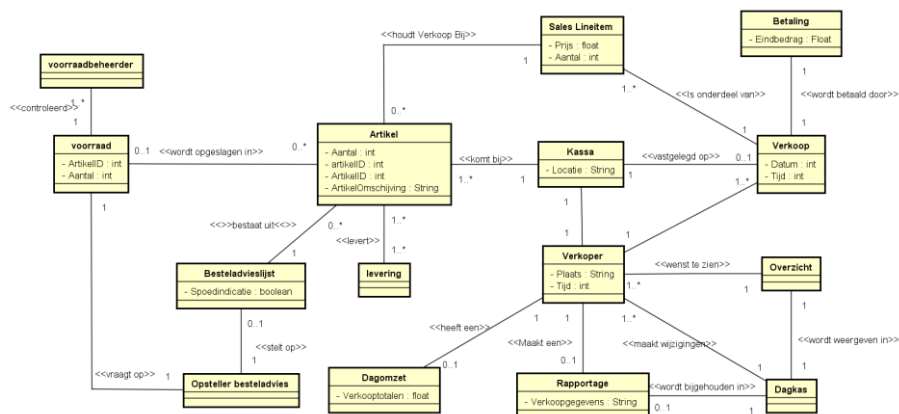 Sales Lineitem
- Prijs : float
- Aantal : int
Betaling
- Eindbedrag : Float
<<houdt Verkoop Bij>>
1
1..*
1
voorraadbeheerder
1..*
<<controleerd>>
1
<<Is onderdeel van>>
<<wordt betaald door>>
0..*
1
1
voorraad
- ArtikelID : int
- Aantal : int
0..1
<<wordt opgeslagen in>>
0..*
Artikel
- Aantal : int
- artikelID : int
- ArtikelID : int
- ArtikelOmschijving : String
<<komt bij>>
1..*
1
Kassa
- Locatie : String
1
<<vastgelegd op>>
0..1
Verkoop
- Datum : int
- Tijd : int
1..*
1
1
1
<<>>bestaat uit<<>>
0..*
1
1..*
<<levert>>
1..*
1
1
Besteladvieslijst
- Spoedindicatie : boolean
levering
Verkoper
- Plaats : String
- Tijd : int
1
<<wenst te zien>>
1..*
1
Overzicht
1
0..1
<<stelt op>>
1
<<heeft een>>
1
1
1..*
<<Maakt een>>
<<maakt wijzigingen>>
<<wordt weergeven in>>
0..1
0..1
1
1
<<vraagt op>>
1
Opsteller besteladvies
Dagomzet
- Verkooptotalen : float
Rapportage
- Verkoopgegevens : String
<<wordt bijgehouden in>>
0..1
1
Dagkas